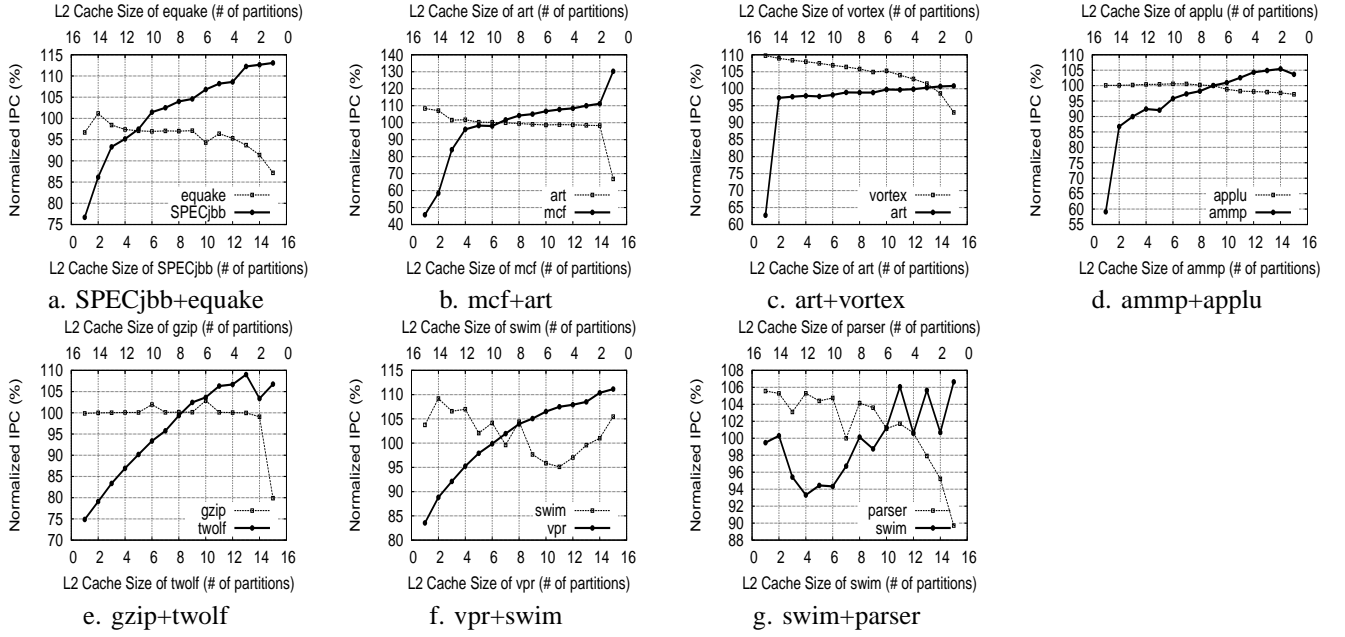 L2 Cache Size of equake (# of partitions)
16 14 12 10 8 6 4 2 0
Normalized IPC (%)
115
110
105
100
95
90
85
80
75
equake
SPECjbb
0 2 4 6 8 10 12 14 16
L2 Cache Size of SPECjbb (# of partitions)
a. SPECjbb+equake
L2 Cache Size of art (# of partitions)
16 14 12 10 8 6 4 2 0
Normalized IPC (%)
140
130
120
110
100
90
80
70
60
50
40
art
mcf
0 2 4 6 8 10 12 14 16
L2 Cache Size of mcf (# of partitions)
b. mcf+art
L2 Cache Size of vortex (# of partitions)
16 14 12 10 8 6 4 2 0
Normalized IPC (%)
110
105
100
95
90
85
80
75
70
65
60
vortex
art
0 2 4 6 8 10 12 14 16
L2 Cache Size of art (# of partitions)
c. art+vortex
L2 Cache Size of applu (# of partitions)
16 14 12 10 8 6 4 2 0
Normalized IPC (%)
110
105
100
95
90
85
80
75
70
65
60
55
applu
ammp
0 2 4 6 8 10 12 14 16
L2 Cache Size of ammp (# of partitions)
d. ammp+applu
L2 Cache Size of gzip (# of partitions)
16 14 12 10 8 6 4 2 0
Normalized IPC (%)
110
105
100
95
90
85
80
75
70
gzip
twolf
0 2 4 6 8 10 12 14 16
L2 Cache Size of twolf (# of partitions)
e. gzip+twolf
L2 Cache Size of swim (# of partitions)
16 14 12 10 8 6 4 2 0
Normalized IPC (%)
115
110
105
100
95
90
85
80
swim
vpr
0 2 4 6 8 10 12 14 16
L2 Cache Size of vpr (# of partitions)
f. vpr+swim
L2 Cache Size of parser (# of partitions)
16 14 12 10 8 6 4 2 0
Normalized IPC (%)
108
106
104
102
100
98
96
94
92
90
88
parser
swim
0 2 4 6 8 10 12 14 16
L2 Cache Size of swim (# of partitions)
g. swim+parser